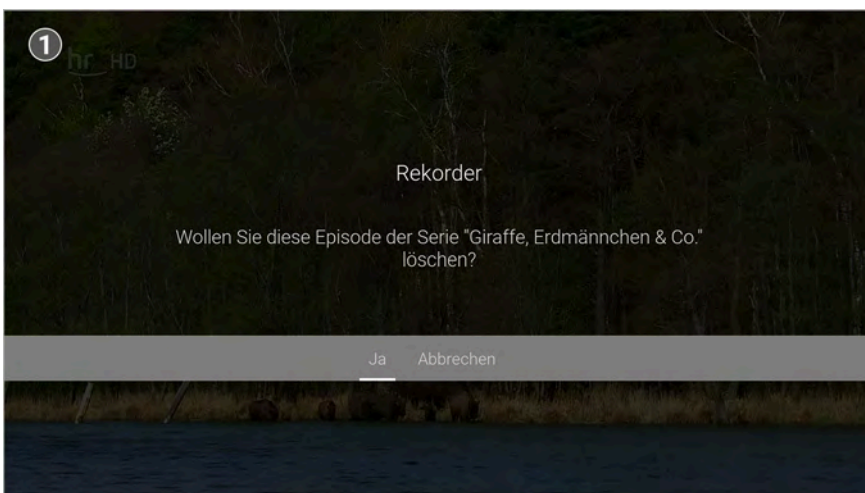 1
hr HD
Rekorder
Wollen Sie diese Episode der Serie "Giraffe, Erdmännchen & Co."
löschen?
Ja Abbrechen